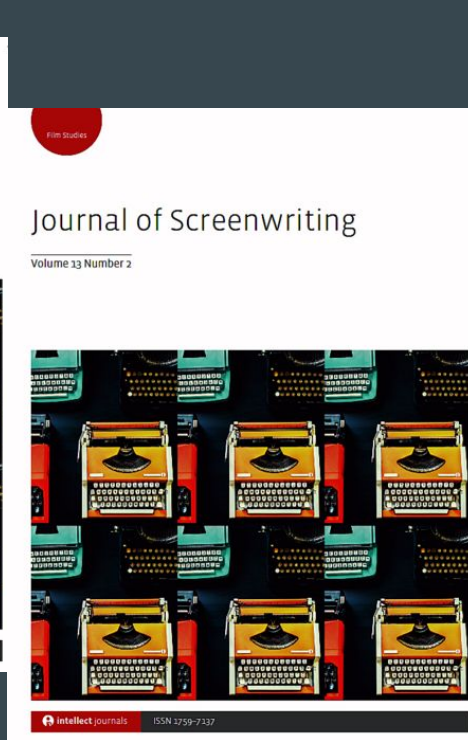 Film Studies
Journal of Screenwriting
Volume 13 Number 2
intellect journals ISSN 1759-7137